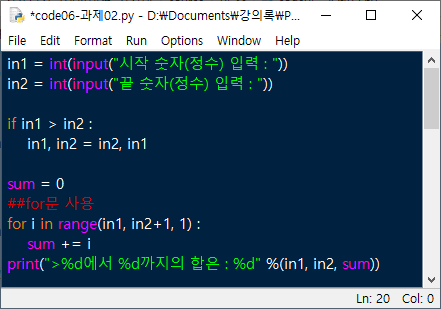 *code06-과제02.py - D:₩Documents₩강의록₩P...
File Edit Format Run Options Window Help
in1 = int(input("시작 숫자(정수) 입력 : "))
in2 = int(input("끝 숫자(정수) 입력 : "))
if in1 > in2 :
    in1, in2 = in2, in1
sum = 0
##for문 사용
for i in range(in1, in2+1, 1) :
    sum += i
print(">%d에서 %d까지의 합은 : %d" %(in1, in2, sum))
Ln: 20 Col: 0